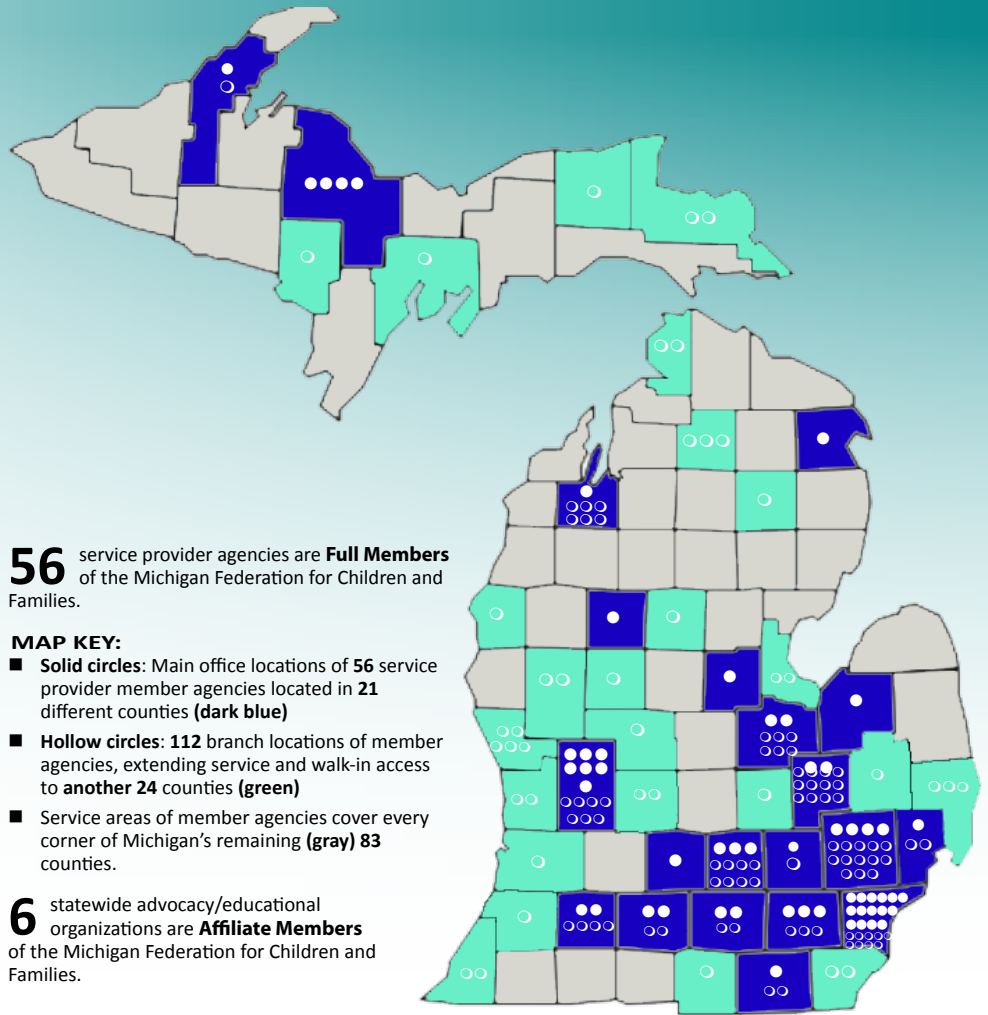 56 service provider agencies are Full Members
of the Michigan Federation for Children and
Families.
MAP KEY:
■ Solid circles: Main office locations of 56 service
provider member agencies located in 21
different counties (dark blue)
■ Hollow circles: 112 branch locations of member
agencies, extending service and walk-in access
to another 24 counties (green)
■ Service areas of member agencies cover every
corner of Michigan’s remaining (gray) 83
counties.
6 statewide advocacy/educational
organizations are Affiliate Members
of the Michigan Federation for Children and
Families.